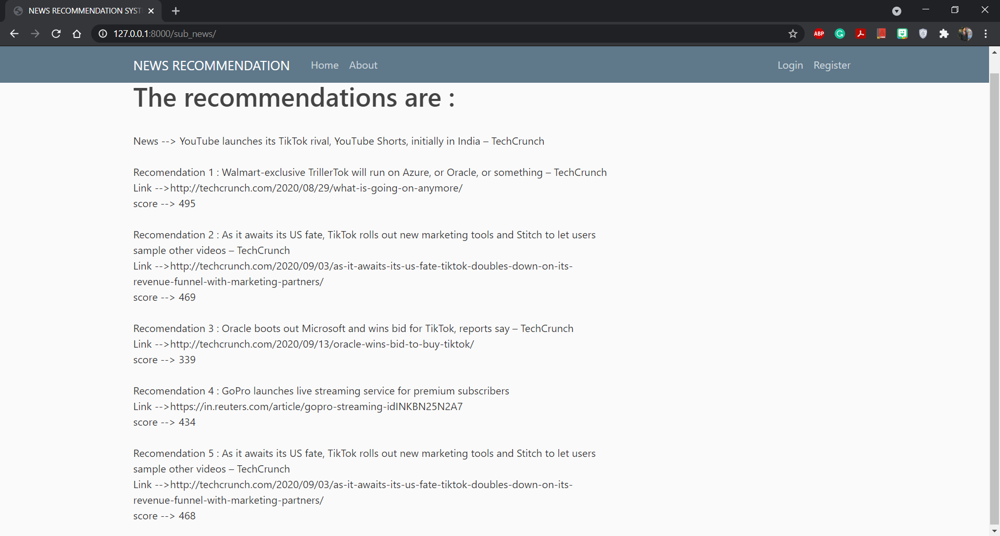 NEWS RECOMMENDATION SYST
127.0.0.1:8000/sub_news/
ABP
NEWS RECOMMENDATION Home About Login Register
The recommendations are :
News --> YouTube launches its TikTok rival, YouTube Shorts, initially in India – TechCrunch
Recomendation 1 : Walmart-exclusive TrillerTok will run on Azure, or Oracle, or something – TechCrunch
Link -->http://techcrunch.com/2020/08/29/what-is-going-on-anymore/
score --> 495
Recomendation 2 : As it awaits its US fate, TikTok rolls out new marketing tools and Stitch to let users
sample other videos – TechCrunch
Link -->http://techcrunch.com/2020/09/03/as-it-awaits-its-us-fate-tiktok-doubles-down-on-its-
revenue-funnel-with-marketing-partners/
score --> 469
Recomendation 3 : Oracle boots out Microsoft and wins bid for TikTok, reports say – TechCrunch
Link -->http://techcrunch.com/2020/09/13/oracle-wins-bid-to-buy-tiktok/
score --> 339
Recomendation 4 : GoPro launches live streaming service for premium subscribers
Link -->https://in.reuters.com/article/gopro-streaming-idINKBN25N2A7
score --> 434
Recomendation 5 : As it awaits its US fate, TikTok rolls out new marketing tools and Stitch to let users
sample other videos – TechCrunch
Link -->http://techcrunch.com/2020/09/03/as-it-awaits-its-us-fate-tiktok-doubles-down-on-its-
revenue-funnel-with-marketing-partners/
score --> 468